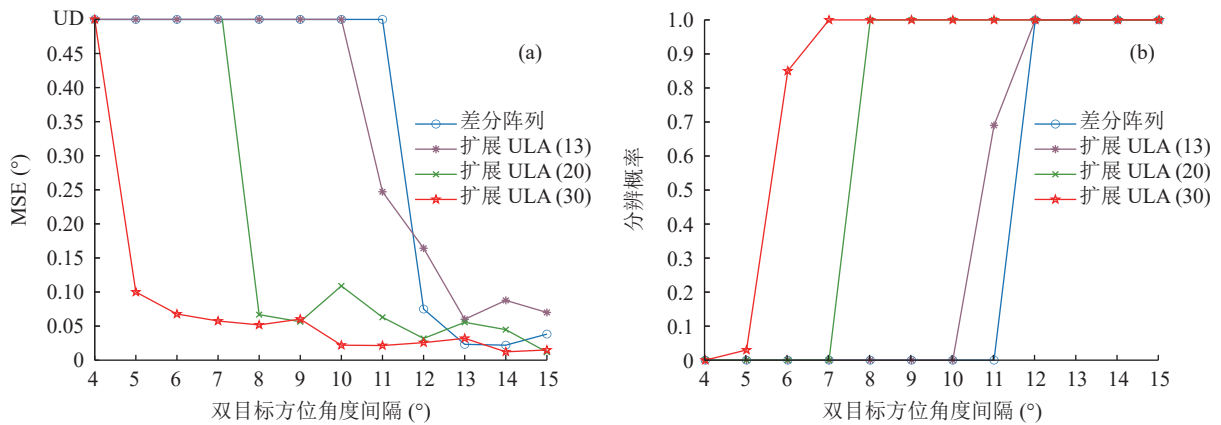 UD
0.45
0.40
0.35
0.30
0.25
0.20
0.15
0.10
0.05
0
MSE (°)
4 5 6 7 8 9 10 11 12 13 14 15
双目标方位角度间隔 (°)
(a)
差分阵列
扩展 ULA (13)
扩展 ULA (20)
扩展 ULA (30)
1.0
0.9
0.8
0.7
0.6
0.5
0.4
0.3
0.2
0.1
0
分辨概率
4 5 6 7 8 9 10 11 12 13 14 15
双目标方位角度间隔 (°)
(b)
差分阵列
扩展 ULA (13)
扩展 ULA (20)
扩展 ULA (30)